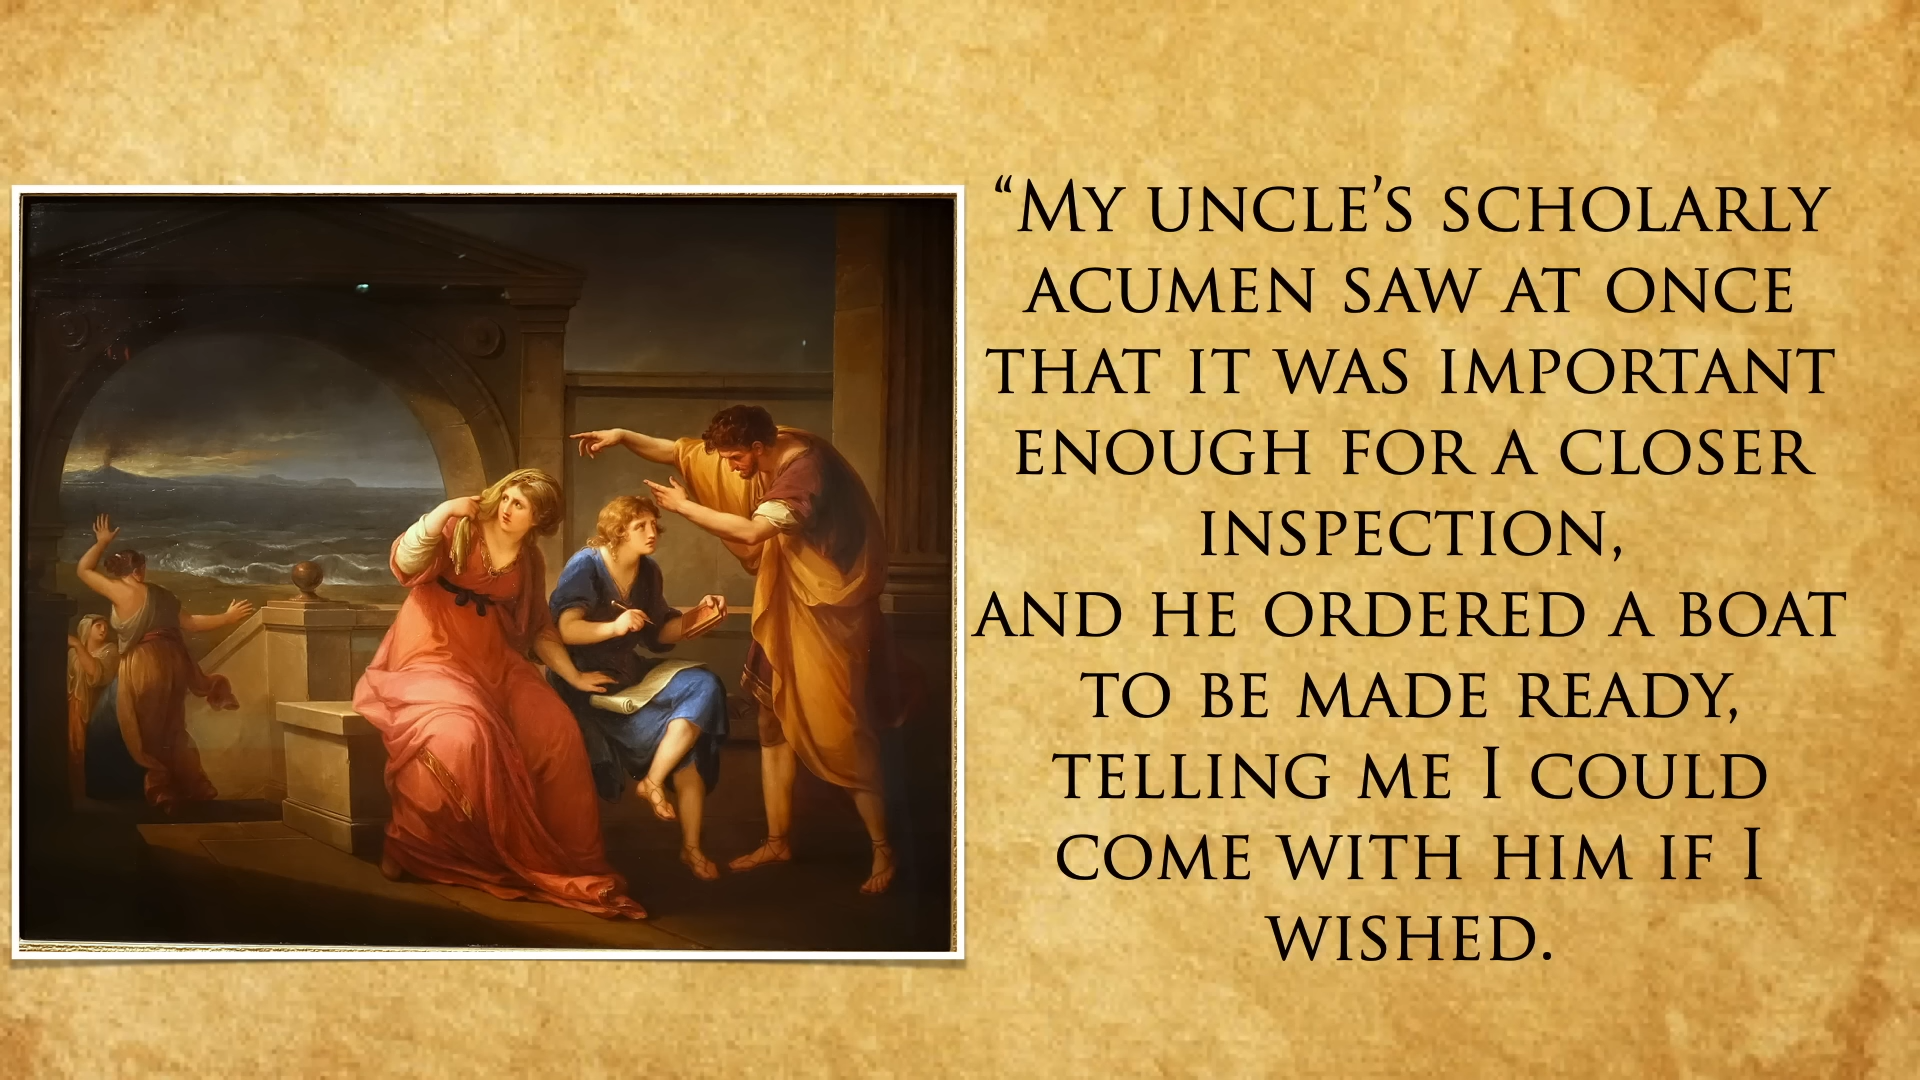 “My uncle’s scholarly
acumen saw at once
that it was important
enough for a closer
inspection,
and he ordered a boat
to be made ready,
telling me I could
come with him if I
wished.